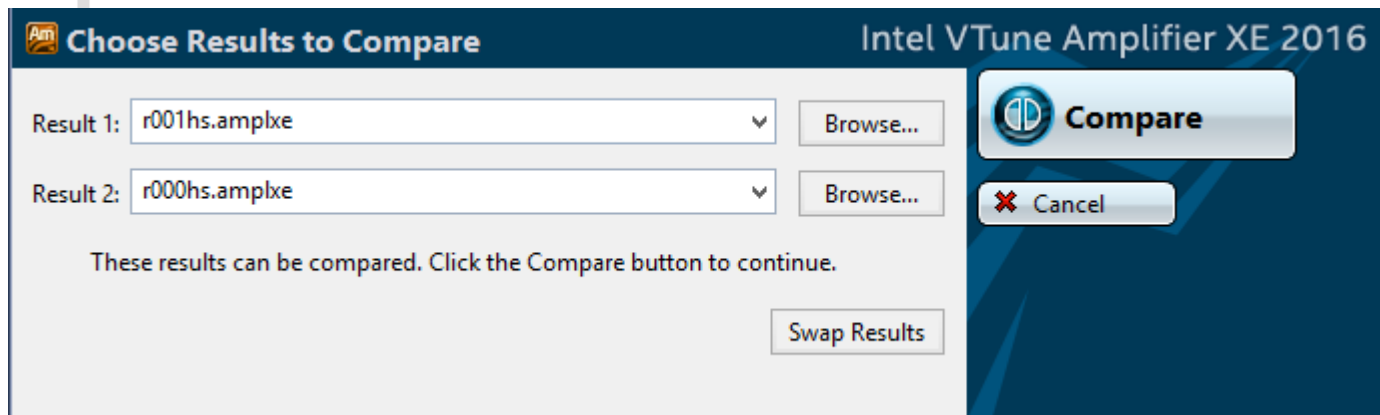 Am Choose Results to Compare
Intel VTune Amplifier XE 2016
Result 1: r001hs.amplxe Browse...
Compare
Result 2: r000hs.amplxe Browse...
Cancel
These results can be compared. Click the Compare button to continue.
Swap Results